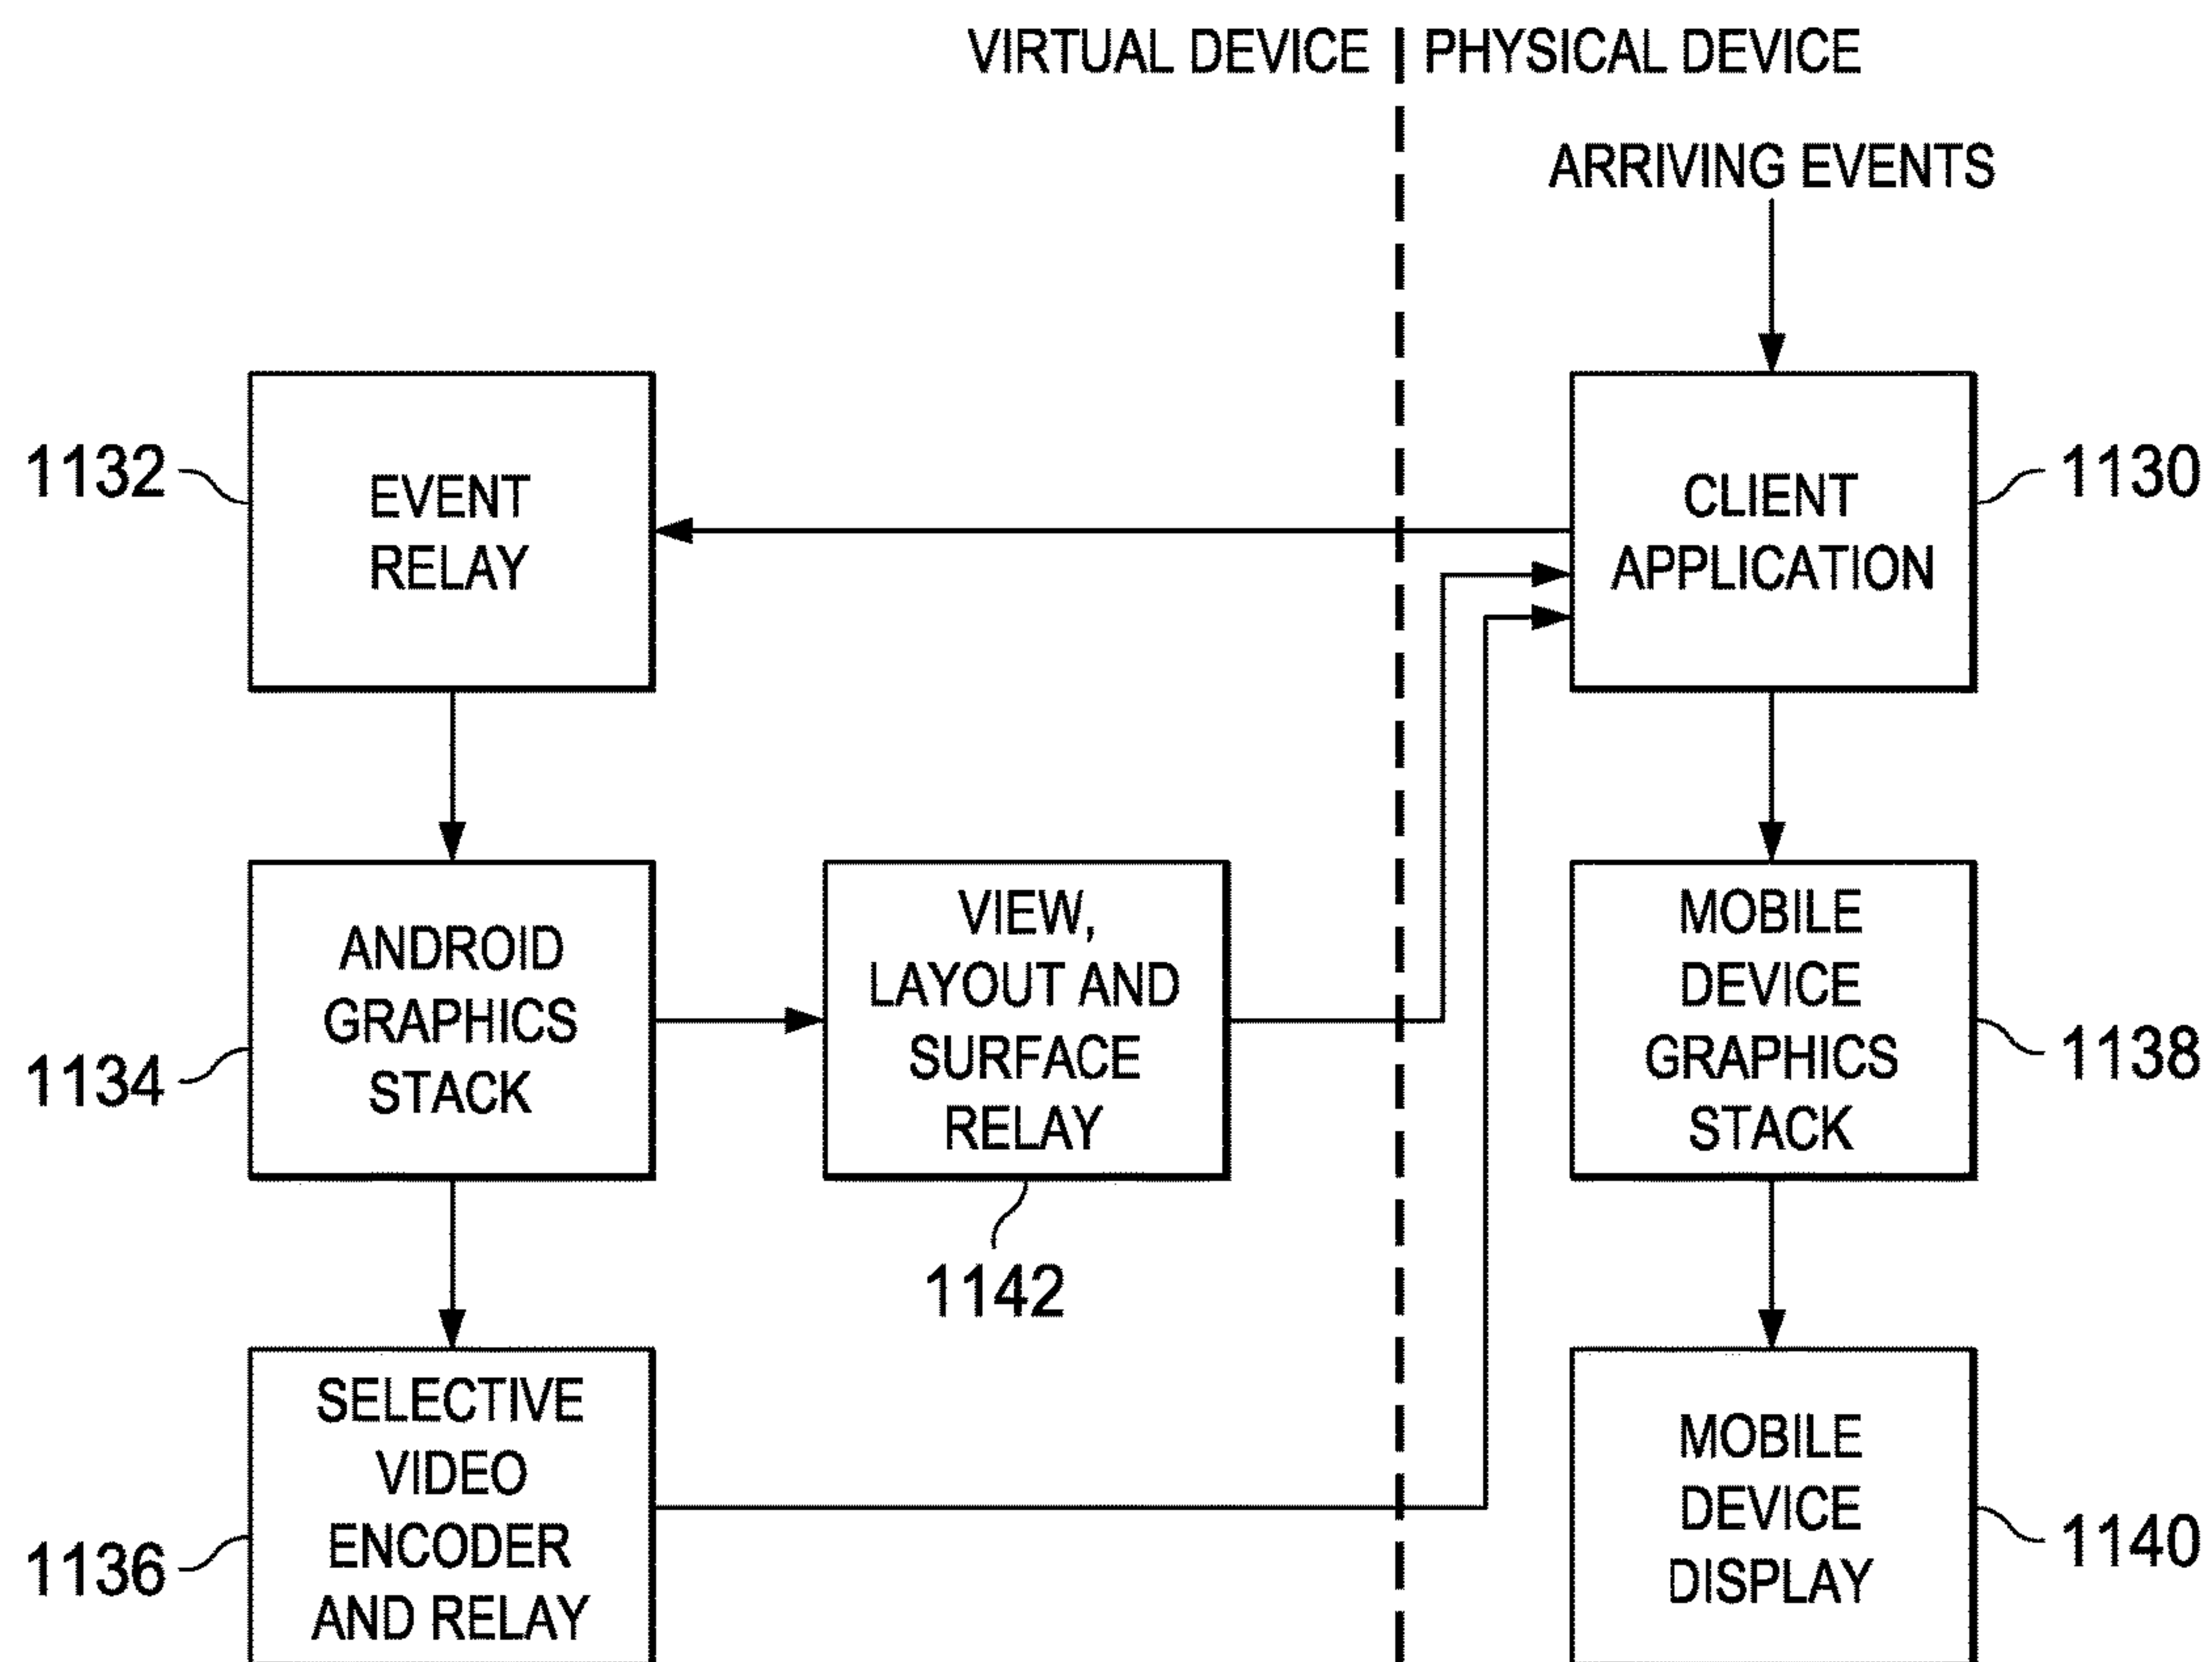 VIRTUAL DEVICE
PHYSICAL DEVICE
ARRIVING EVENTS
1132
EVENT
RELAY
CLIENT
APPLICATION
1130
1134
ANDROID
GRAPHICS
STACK
VIEW,
LAYOUT AND
SURFACE
RELAY
1142
MOBILE
DEVICE
GRAPHICS
STACK
1138
1136
SELECTIVE
VIDEO
ENCODER
AND RELAY
MOBILE
DEVICE
DISPLAY
1140